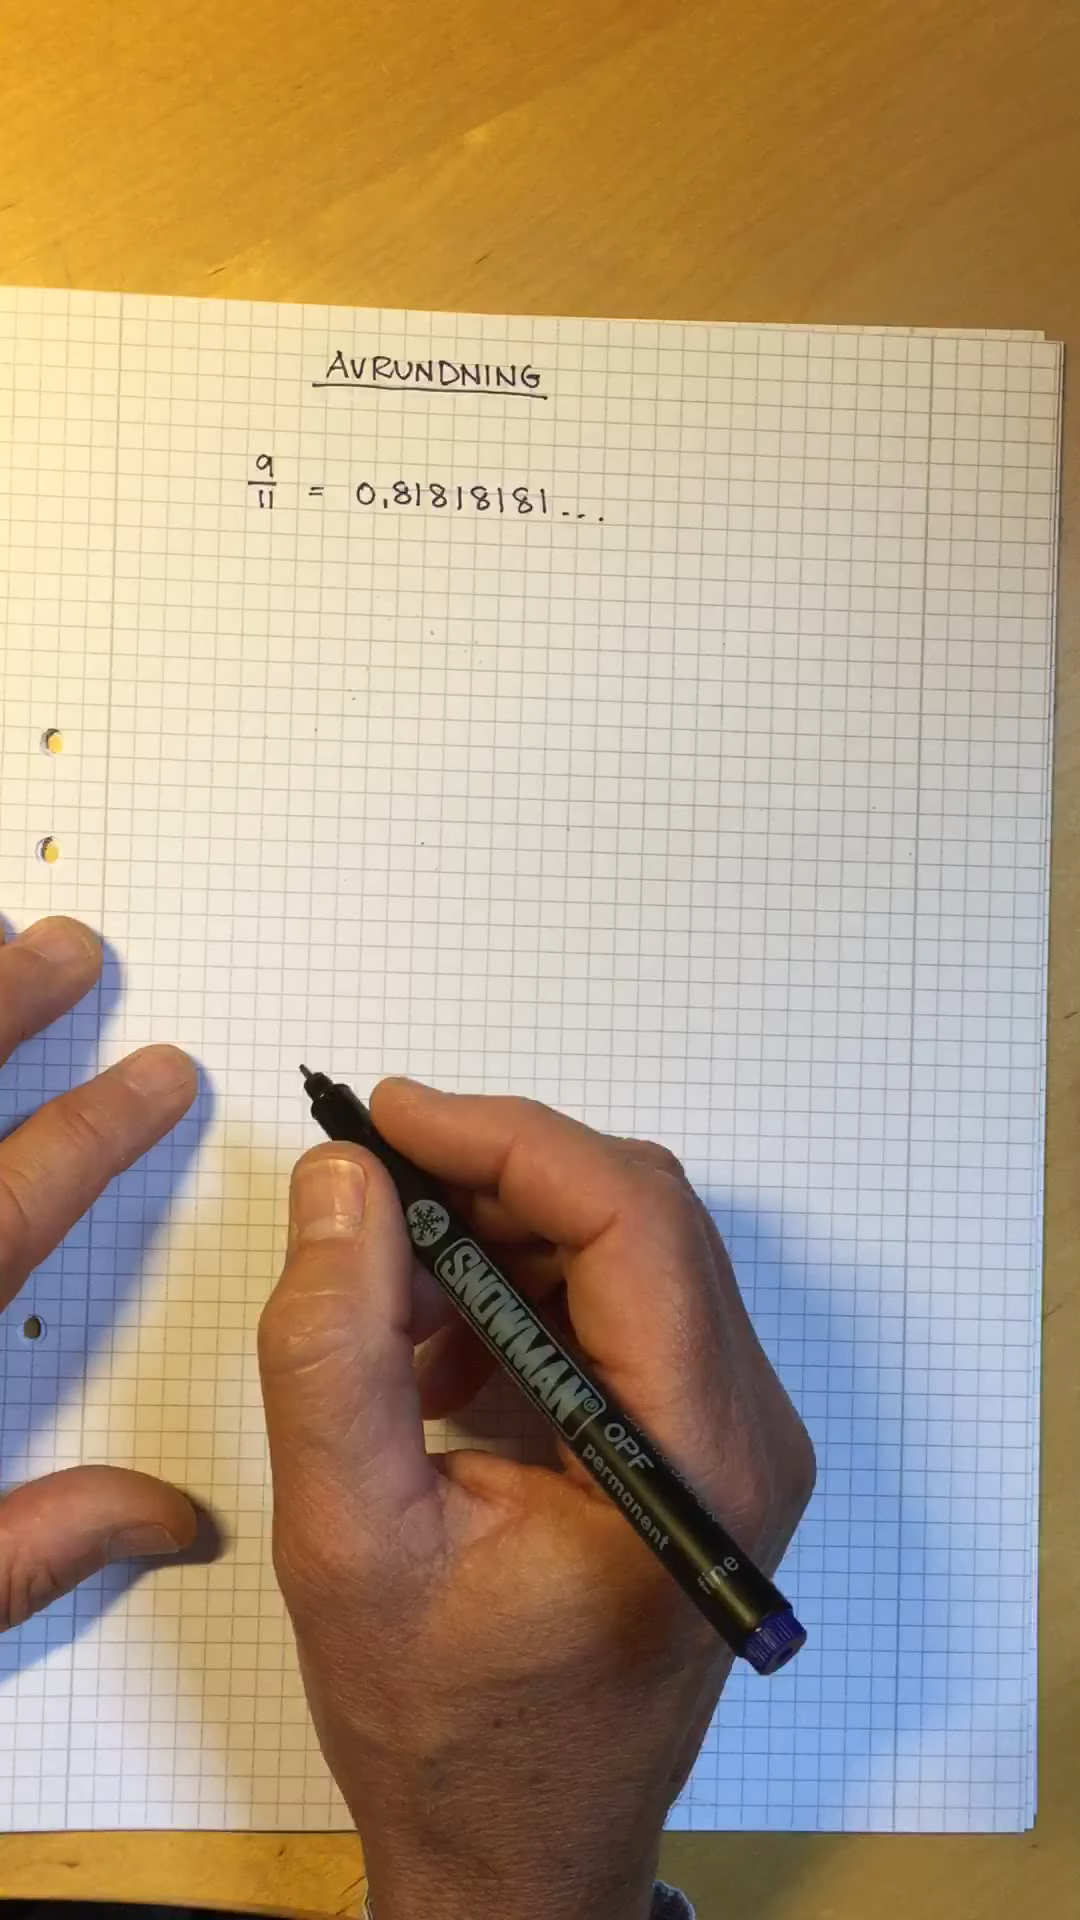 AVRUNDNING
9/11 = 0,81818181...
SNOWMAN®
OPF
permanent
fine